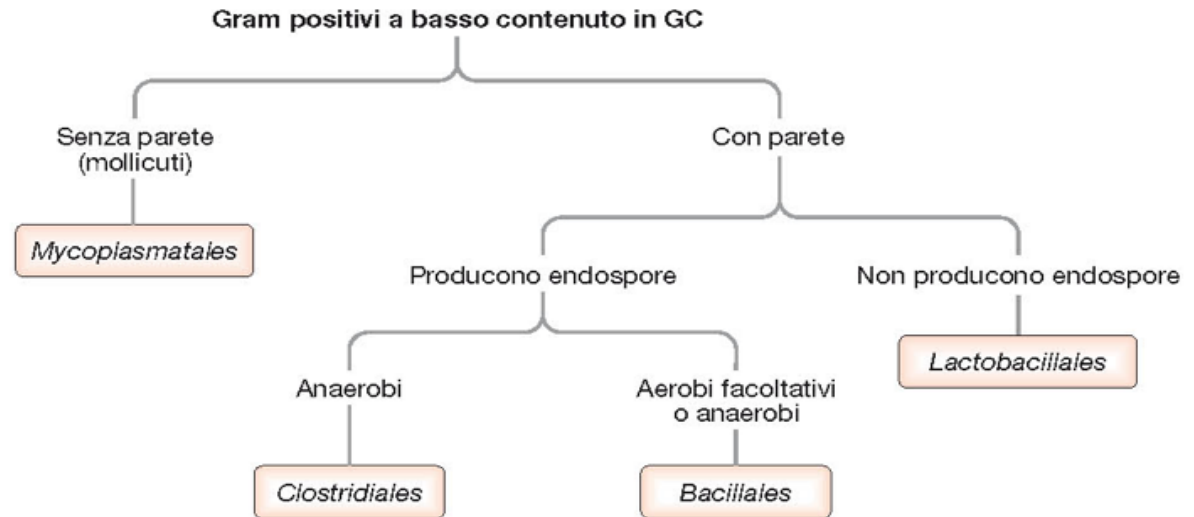 Gram positivi a basso contenuto in GC
Senza parete
(mollicuti)
Con parete
Mycoplasmatales
Producono endospore
Non producono endospore
Lactobacillales
Anaerobi
Aerobi facoltativi
o anaerobi
Clostridiales
Bacillales